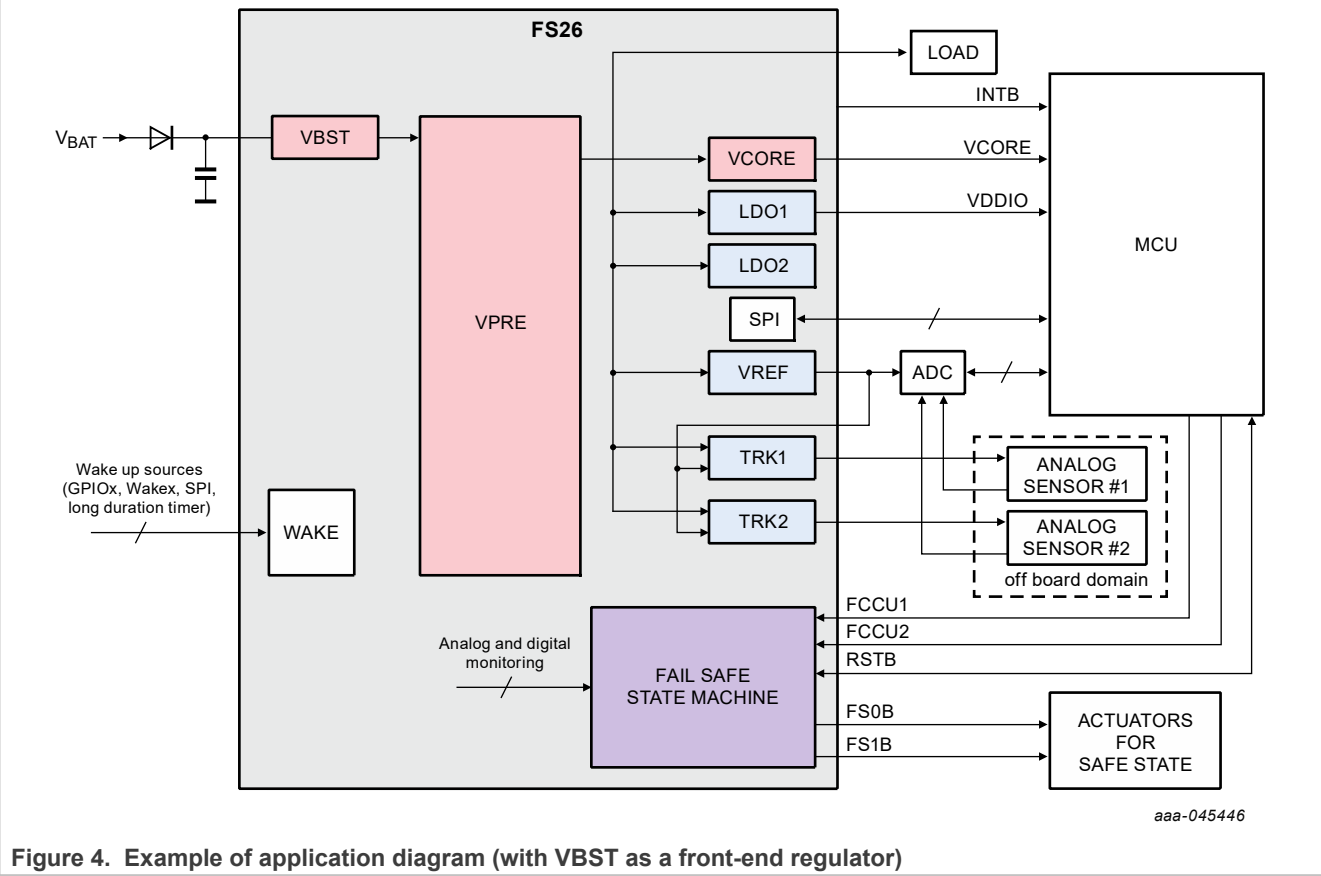 FS26
LOAD
INTB
VBAT
VBST
VCORE
VCORE
LDO1
VDDIO
LDO2
MCU
VPRE
SPI
VREF
ADC
TRK1
ANALOG
SENSOR #1
Wake up sources
(GPIOx, Wakex, SPI,
long duration timer)
WAKE
TRK2
ANALOG
SENSOR #2
off board domain
FCCU1
FCCU2
RSTB
Analog and digital
monitoring
FAIL SAFE
STATE MACHINE
FS0B
FS1B
ACTUATORS
FOR
SAFE STATE
aaa-045446
Figure 4. Example of application diagram (with VBST as a front-end regulator)